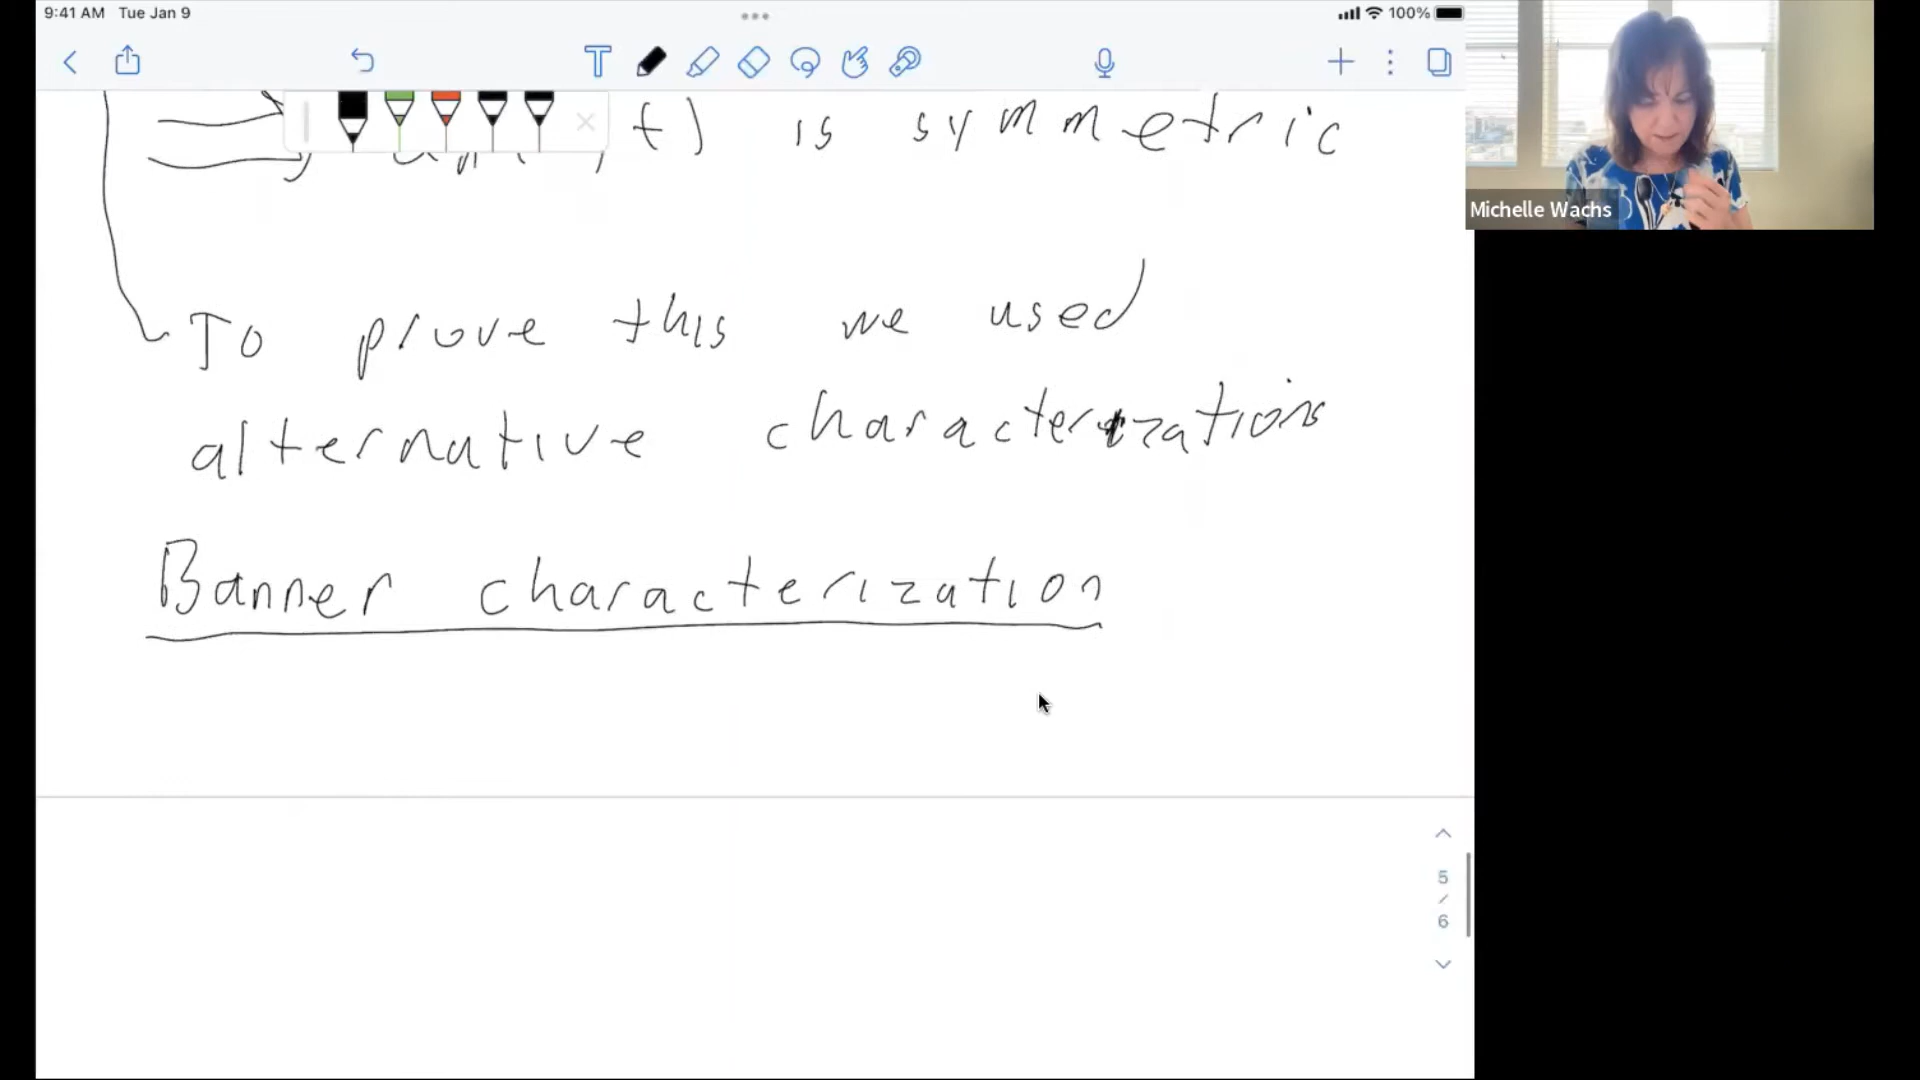 9:41 AM Tue Jan 9
100%
t) is symmetric
Michelle Wachs
To prove this we used
alternative characterizations
Banner characterization
5
/
6